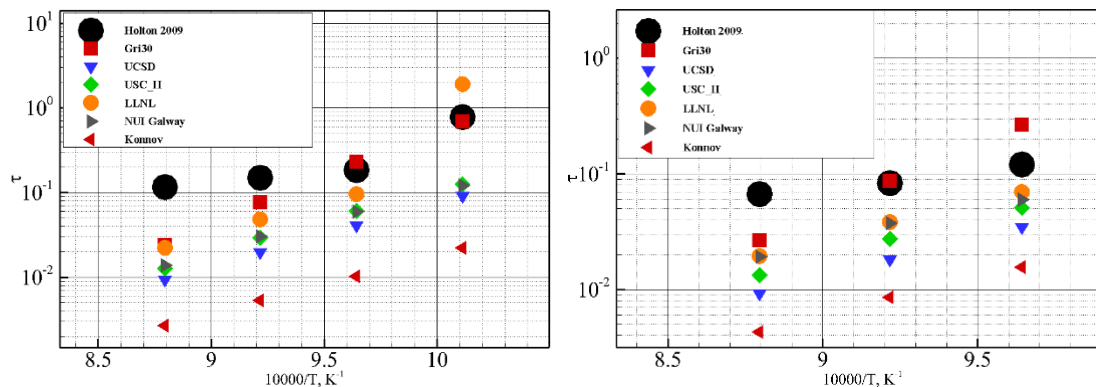 10¹
10⁰
10⁻¹
10⁻²
τ
Holton 2009
Gri30
UCSD
USC_II
LLNL
NUI Galway
Konnov
8.5 9 9.5 10
10000/T, K⁻¹
10⁰
10⁻¹
10⁻²
τ
Holton 2009.
Gri30
UCSD
USC_II
LLNL
NUI Galway
Konnov
8.5 9 9.5
10000/T, K⁻¹